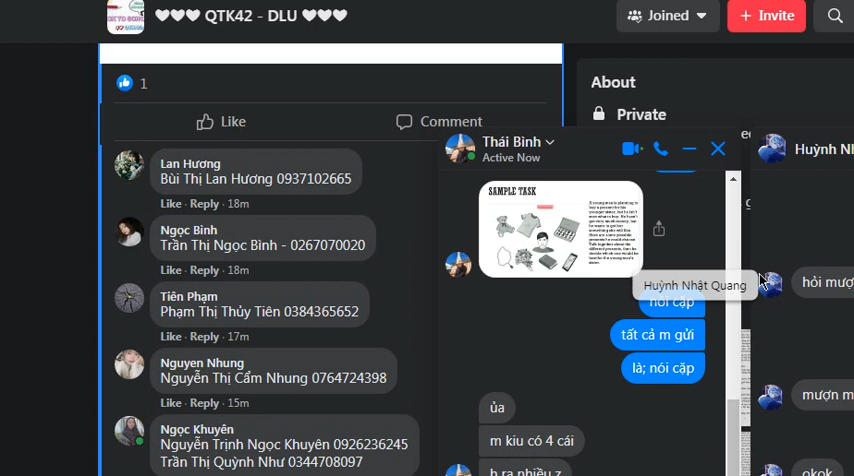 ♥♥♥ QTK42 - DLU ♥♥♥
Joined
+ Invite
1
Like
Comment
Lan Hương
Bùi Thị Lan Hương 0937102665
Like · Reply · 18m
Ngọc Bình
Trần Thị Ngọc Bình - 0267070020
Like · Reply · 18m
Tiên Phạm
Phạm Thị Thủy Tiên 0384365652
Like · Reply · 17m
Nguyen Nhung
Nguyễn Thị Cẩm Nhung 0764724398
Like · Reply · 15m
Ngọc Khuyên
Nguyễn Trịnh Ngọc Khuyên 0926236245
Trần Thị Quỳnh Như 0344708097
About
Private
Thái Bình
Active Now
SAMPLE TASK
Huỳnh Nhật Quang
nói cặp
tất cả m gửi
là; nói cặp
ủa
m kiu có 4 cái
Huỳnh
hỏi mượ
mượn m
okok